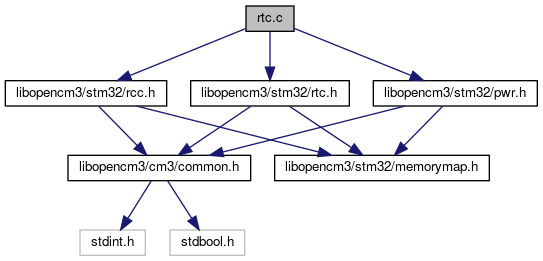 rtc.c
libopencm3/stm32/rcc.h
libopencm3/stm32/rtc.h
libopencm3/stm32/pwr.h
libopencm3/cm3/common.h
libopencm3/stm32/memorymap.h
stdint.h
stdbool.h